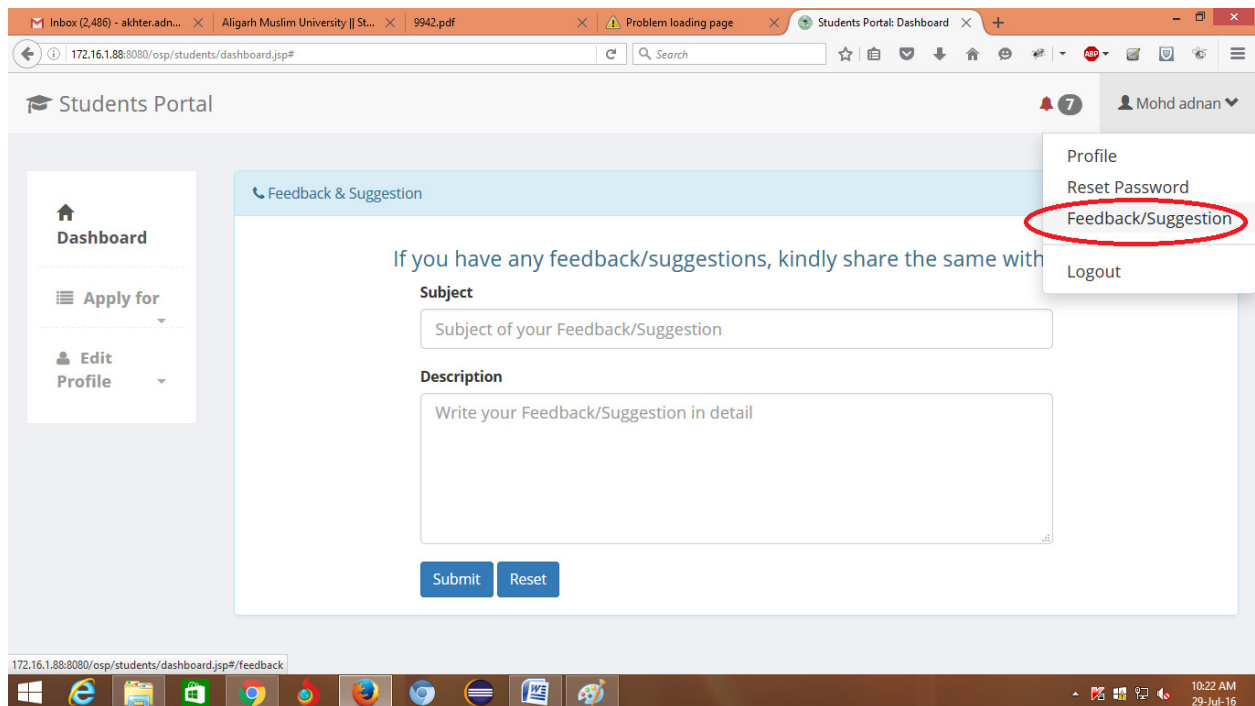 Inbox (2,486) - akhter.adn...
Aligarh Muslim University || St...
9942.pdf
Problem loading page
Students Portal: Dashboard
172.16.1.88:8080/osp/students/dashboard.jsp#
Search
ABP
Students Portal
7
Mohd adnan
Profile
Reset Password
Feedback/Suggestion
Logout
Dashboard
Apply for
Edit
Profile
Feedback & Suggestion
If you have any feedback/suggestions, kindly share the same with
Subject
Subject of your Feedback/Suggestion
Description
Write your Feedback/Suggestion in detail
Submit Reset
172.16.1.88:8080/osp/students/dashboard.jsp#/feedback
10:22 AM
29-Jul-16